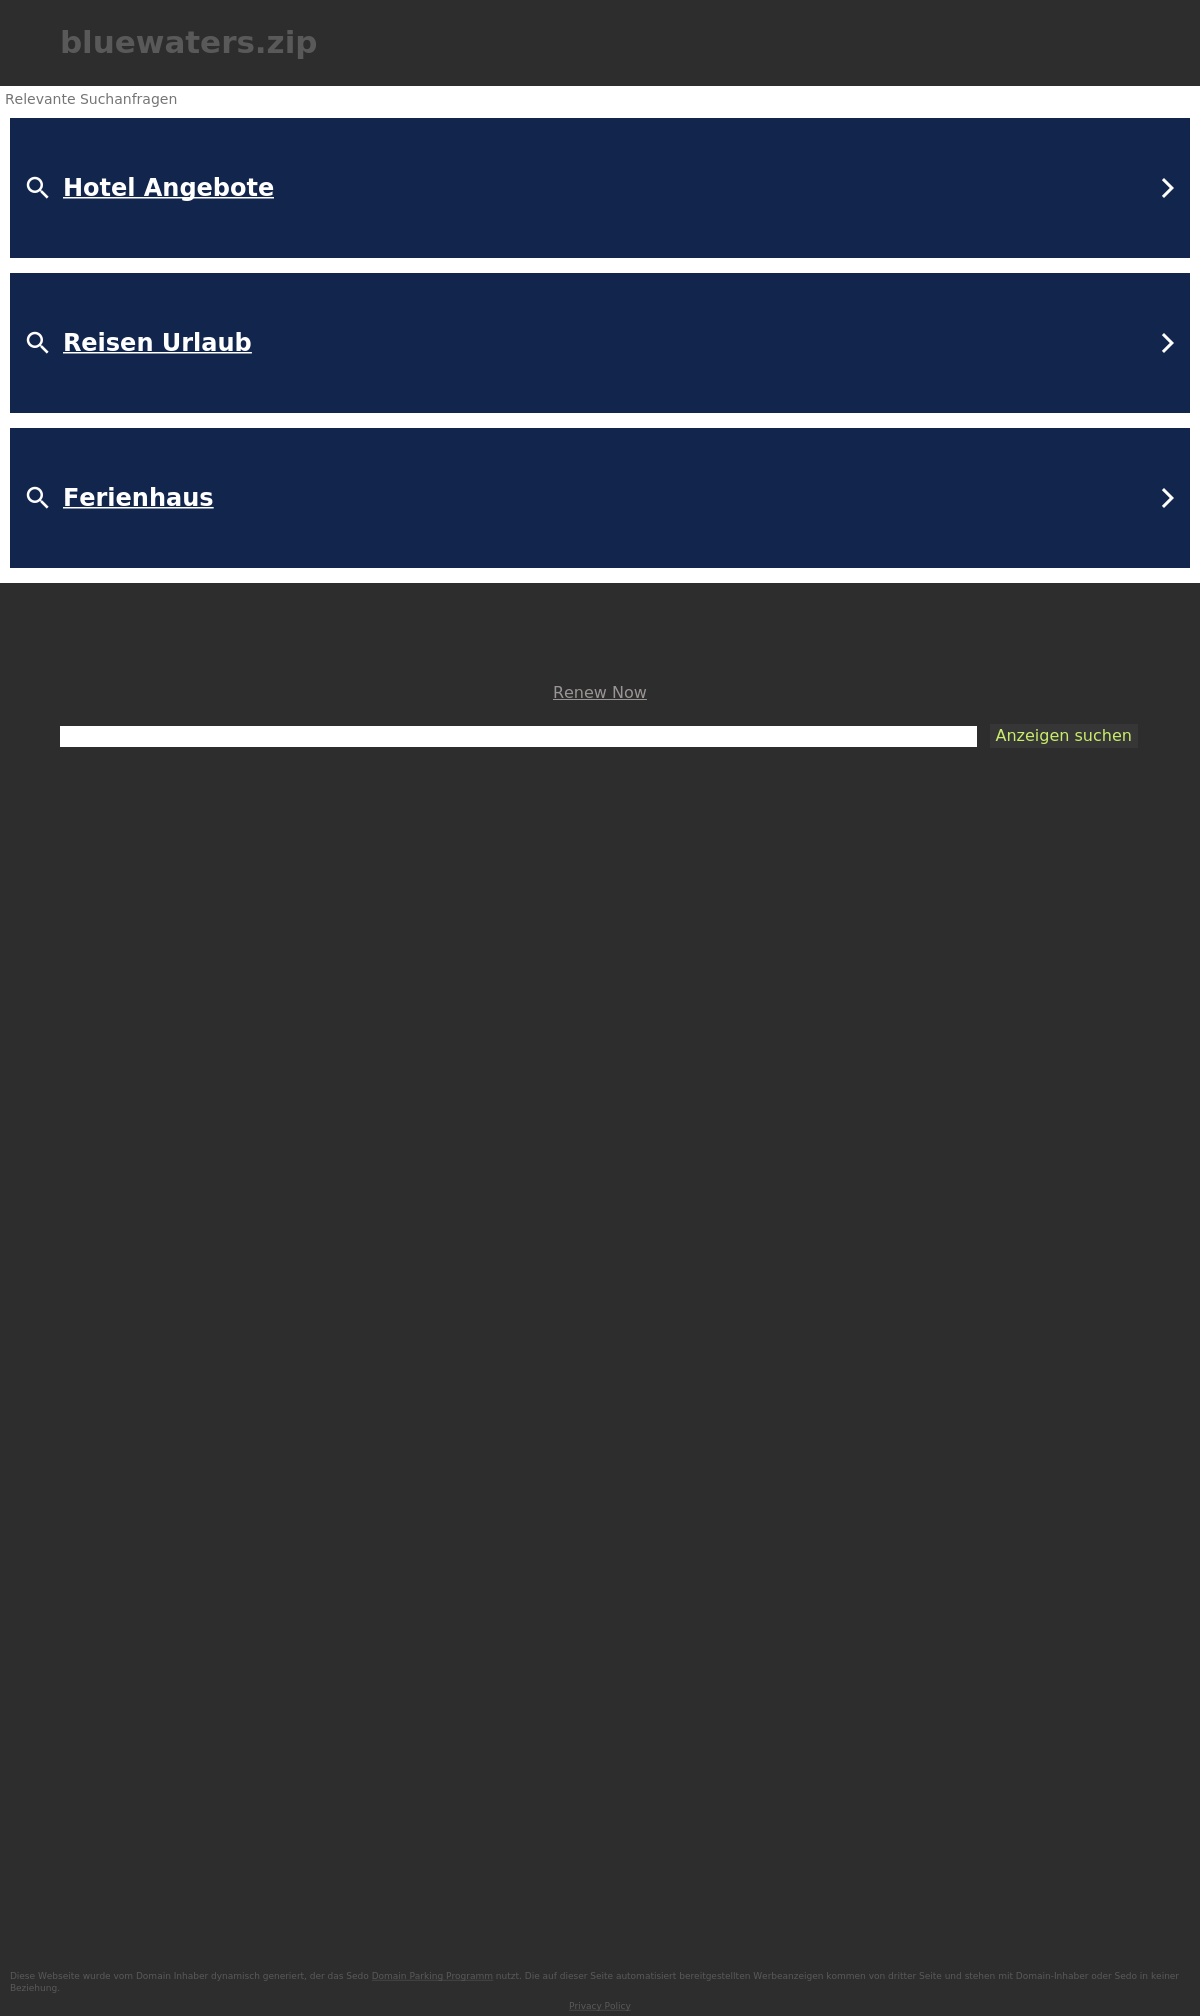 bluewaters.zip
Relevante Suchanfragen
Hotel Angebote
Reisen Urlaub
Ferienhaus
Renew Now
Anzeigen suchen
Diese Webseite wurde vom Domain Inhaber dynamisch generiert, der das Sedo Domain Parking Programm nutzt. Die auf dieser Seite automatisiert bereitgestellten Werbeanzeigen kommen von dritter Seite und stehen mit Domain-Inhaber oder Sedo in keiner
Beziehung.
Privacy Policy